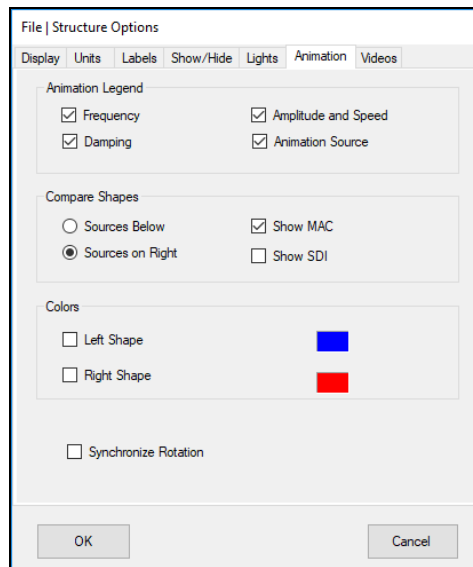 File | Structure Options
Display Units Labels Show/Hide Lights Animation Videos
Animation Legend
Frequency Amplitude and Speed
Damping Animation Source
Compare Shapes
Sources Below Show MAC
Sources on Right Show SDI
Colors
Left Shape
Right Shape
Synchronize Rotation
OK Cancel